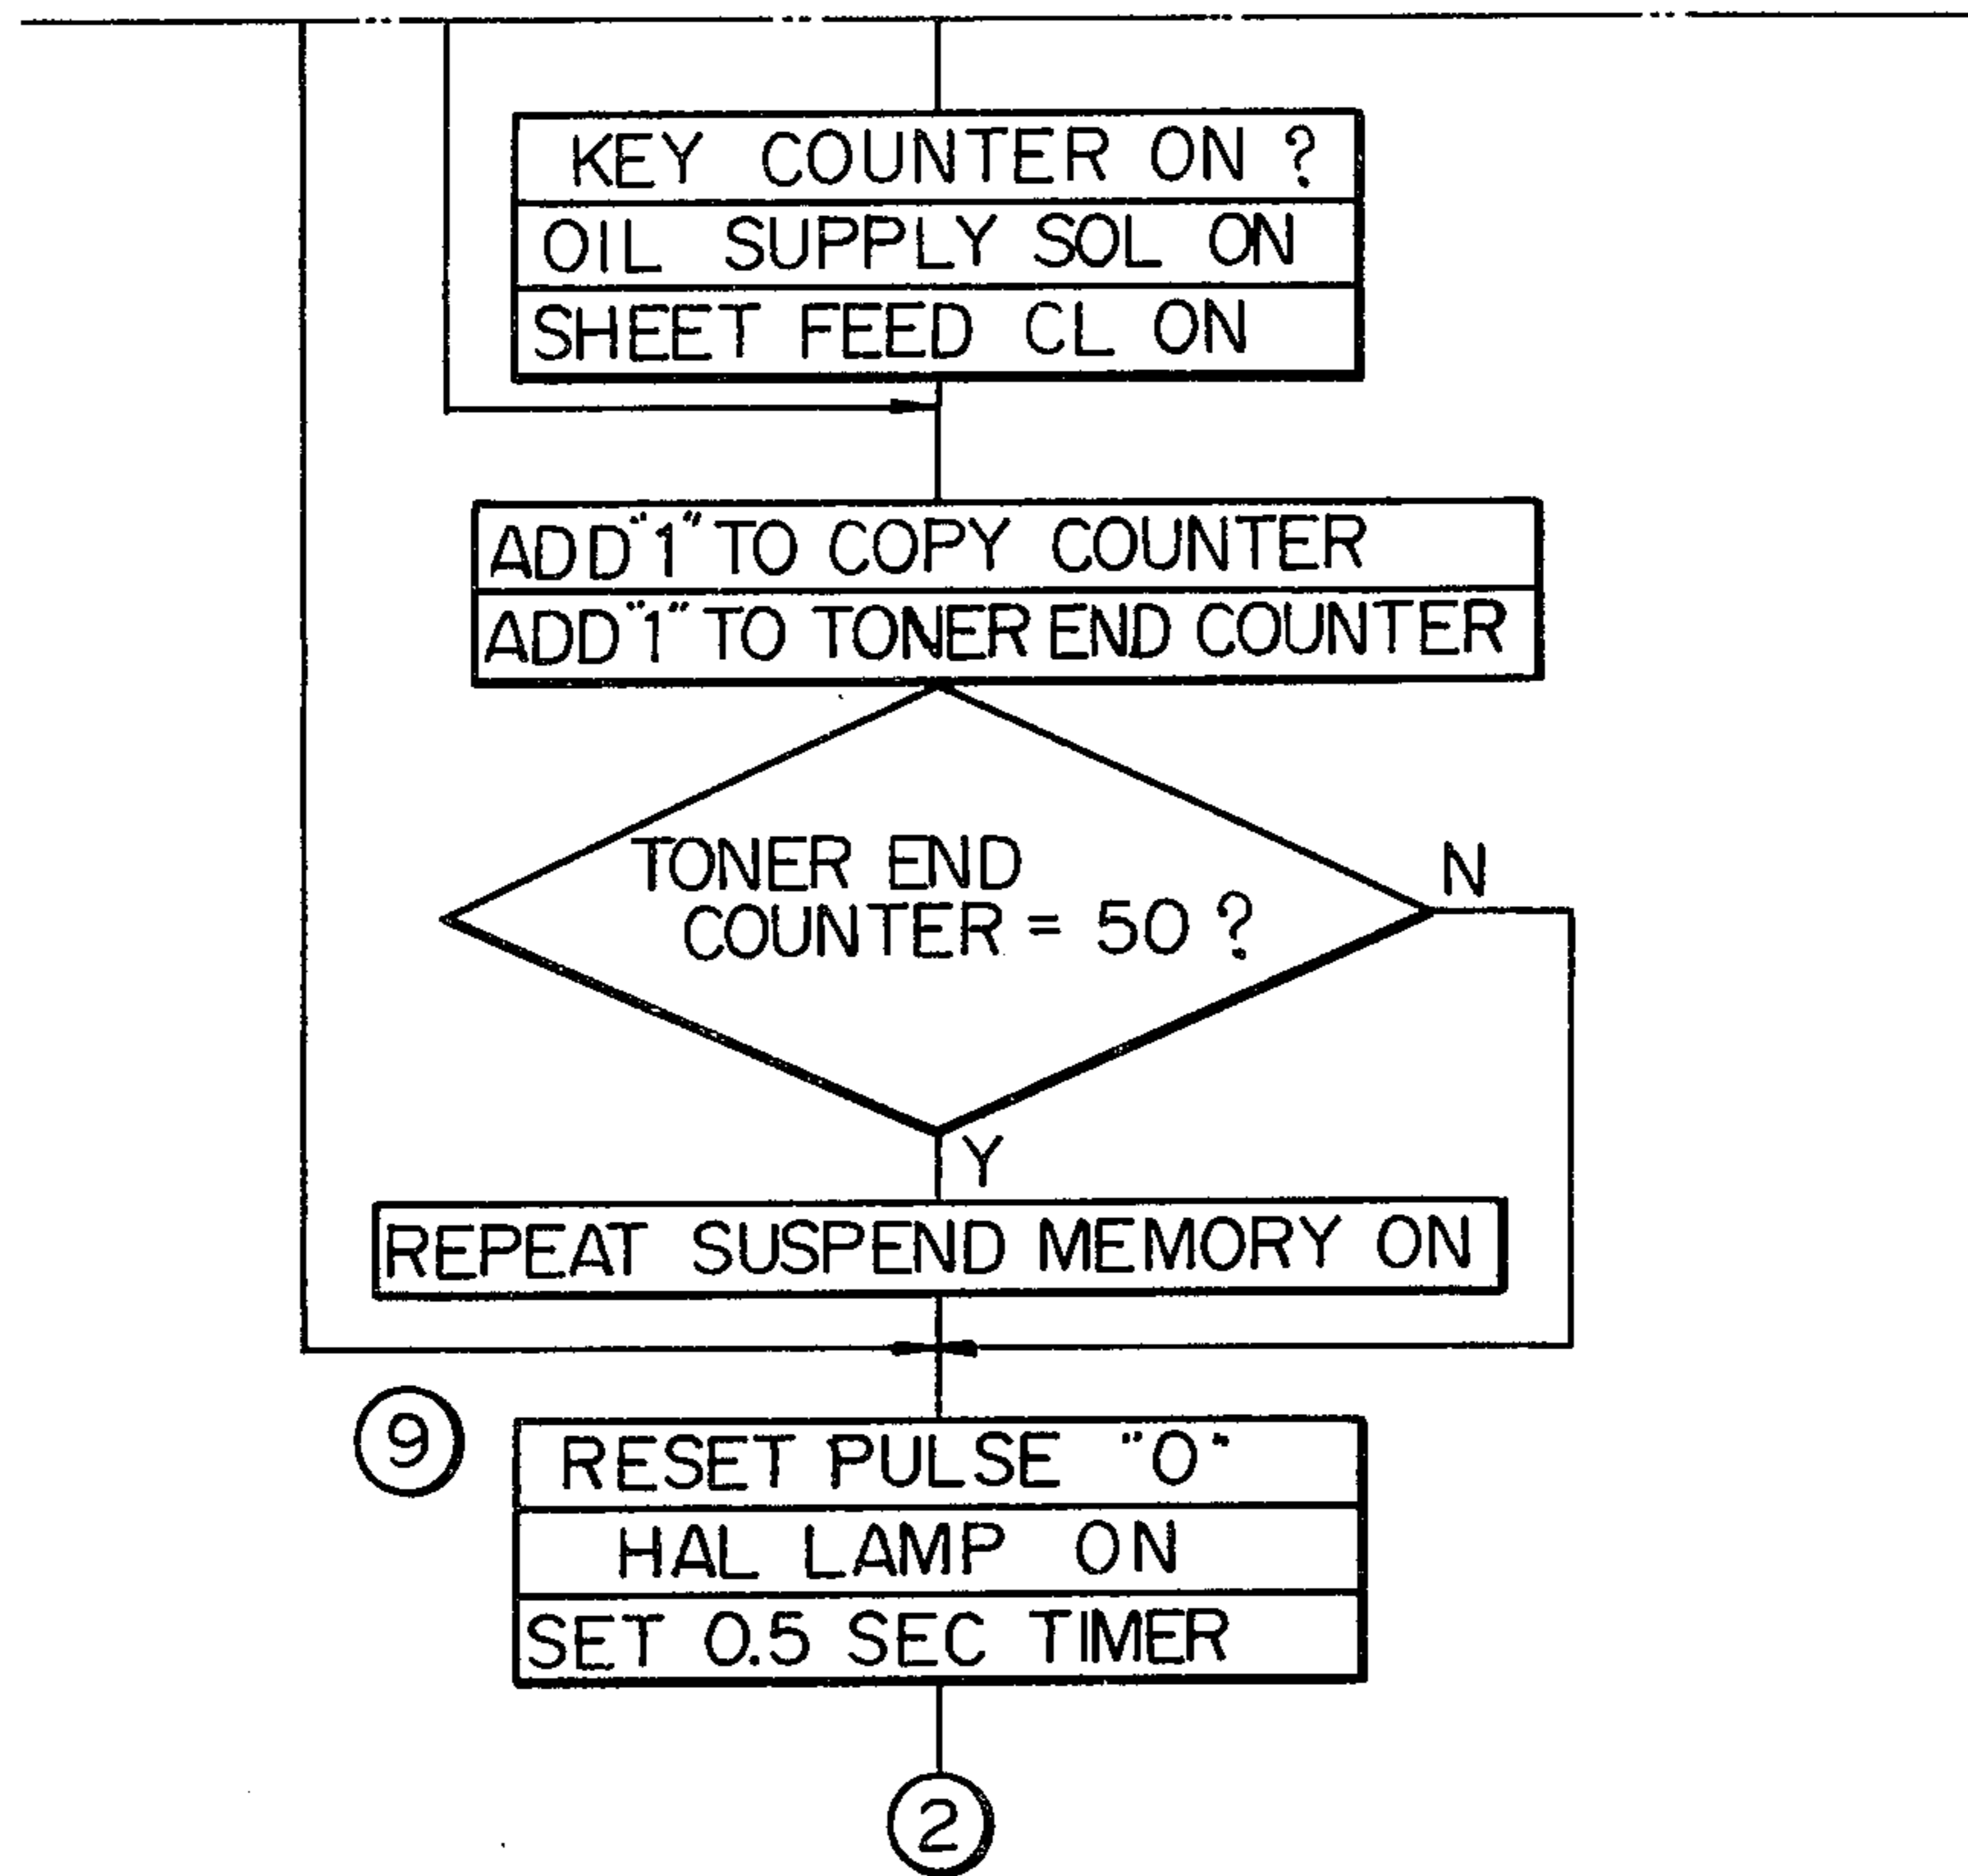 KEY COUNTER ON ?
OIL SUPPLY SOL ON
SHEET FEED CL ON
ADD "1" TO COPY COUNTER
ADD "1" TO TONER END COUNTER
TONER END
COUNTER = 50 ?
N
Y
REPEAT SUSPEND MEMORY ON
9
RESET PULSE "0"
HAL LAMP ON
SET 0.5 SEC TIMER
2